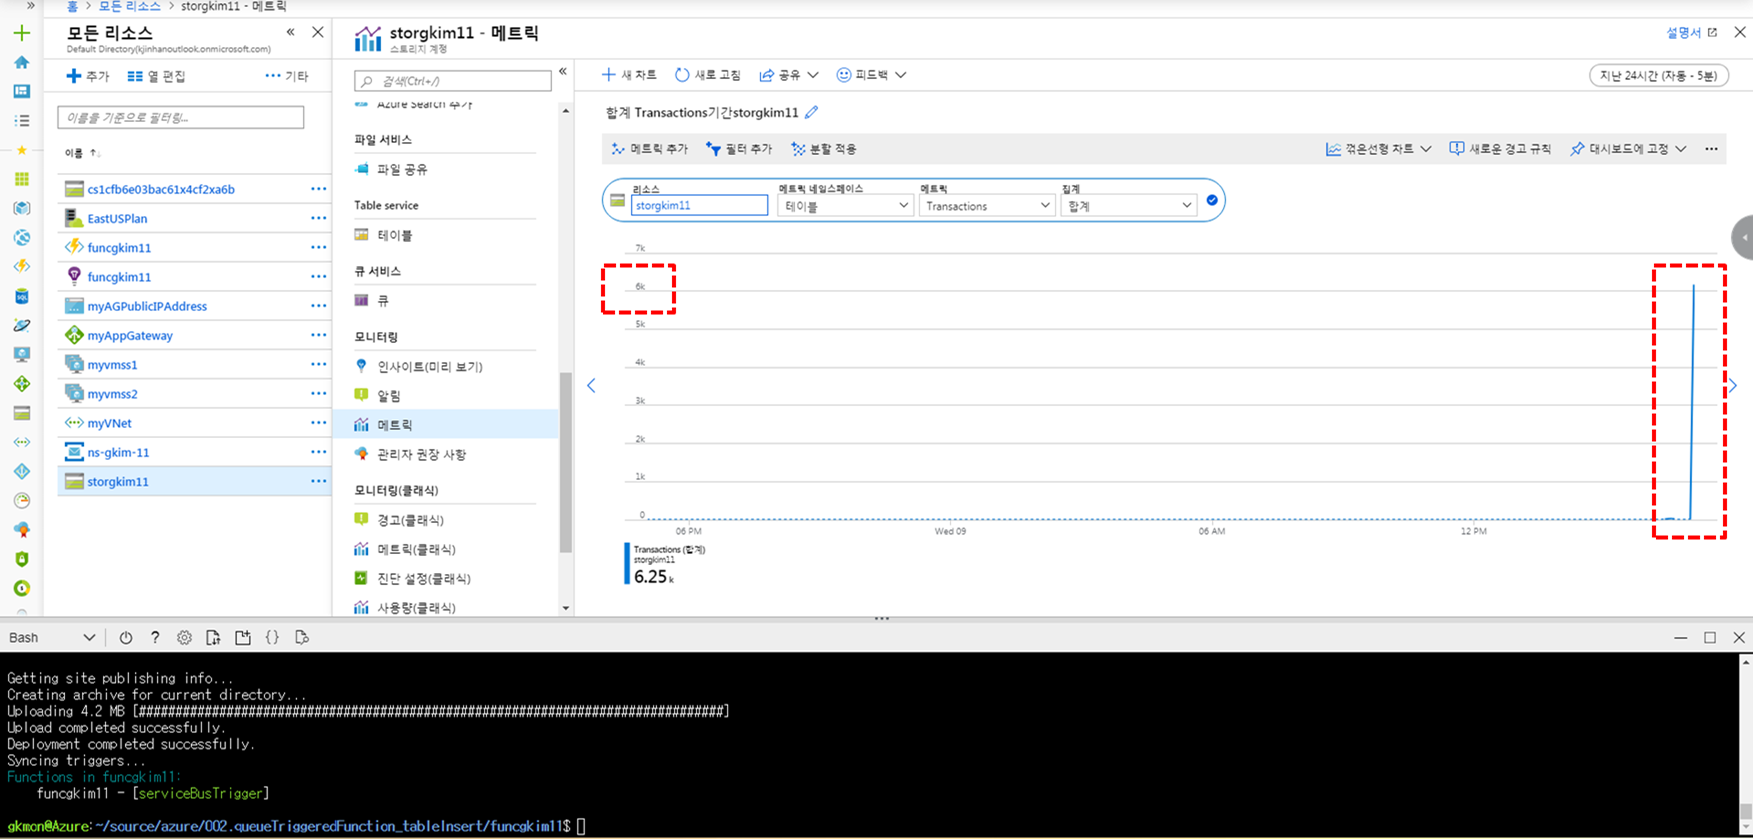 홈 > 모든 리소스 > storgkim11 - 메트릭
모든 리소스
Default Directory(kjinhanoutlook.onmicrosoft.com)
추가 열 편집 ··· 기타
이름을 기준으로 필터링...
이름 ↑↓
cs1cfb6e03bac61x4cf2xa6b ···
EastUSPlan ···
funcgkim11 ···
funcgkim11 ···
myAGPublicIPAddress ···
myAppGateway ···
myvmss1 ···
myvmss2 ···
myVNet ···
ns-gkim-11 ···
storgkim11 ···
storgkim11 - 메트릭
스토리지 계정
설명서
검색(Ctrl+/)
Azure Search 추가
파일 서비스
파일 공유
Table service
테이블
큐 서비스
큐
모니터링
인사이트(미리 보기)
알림
메트릭
관리자 권장 사항
모니터링(클래식)
경고(클래식)
메트릭(클래식)
진단 설정(클래식)
사용량(클래식)
새 차트 새로 고침 공유 피드백
지난 24시간 (자동 - 5분)
합계 Transactions기간storgkim11
메트릭 추가 필터 추가 분할 적용 꺾은선형 차트 새로운 경고 규칙 대시보드에 고정 ···
리소스 메트릭 네임스페이스 메트릭 집계
storgkim11 테이블 Transactions 합계
7k
6k
5k
4k
3k
2k
1k
0
06 PM Wed 09 06 AM 12 PM
Transactions (합계)
storgkim11
6.25 k
Bash ? {}
Getting site publishing info...
Creating archive for current directory...
Uploading 4.2 MB [################################################################################]
Upload completed successfully.
Deployment completed successfully.
Syncing triggers...
Functions in funcgkim11:
funcgkim11 - [serviceBusTrigger]
gkmon@Azure:~/source/azure/002.queueTriggeredFunction_tableInsert/funcgkim11$